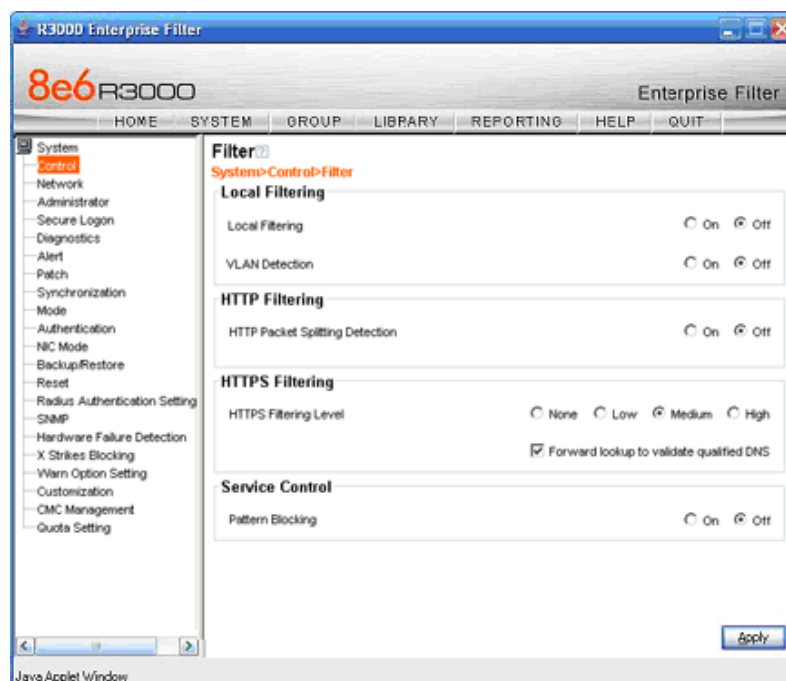 R3000 Enterprise Filter
8e6 R3000
Enterprise Filter
HOME SYSTEM GROUP LIBRARY REPORTING HELP QUIT
System
Control
Network
Administrator
Secure Logon
Diagnostics
Alert
Patch
Synchronization
Mode
Authentication
NIC Mode
Backup/Restore
Reset
Radius Authentication Setting
SNMP
Hardware Failure Detection
X Strikes Blocking
Warn Option Setting
Customization
CMC Management
Quota Setting
Filter
System>Control>Filter
Local Filtering
Local Filtering On Off
VLAN Detection On Off
HTTP Filtering
HTTP Packet Splitting Detection On Off
HTTPS Filtering
HTTPS Filtering Level None Low Medium High
Forward lookup to validate qualified DNS
Service Control
Pattern Blocking On Off
Apply
Java Applet Window